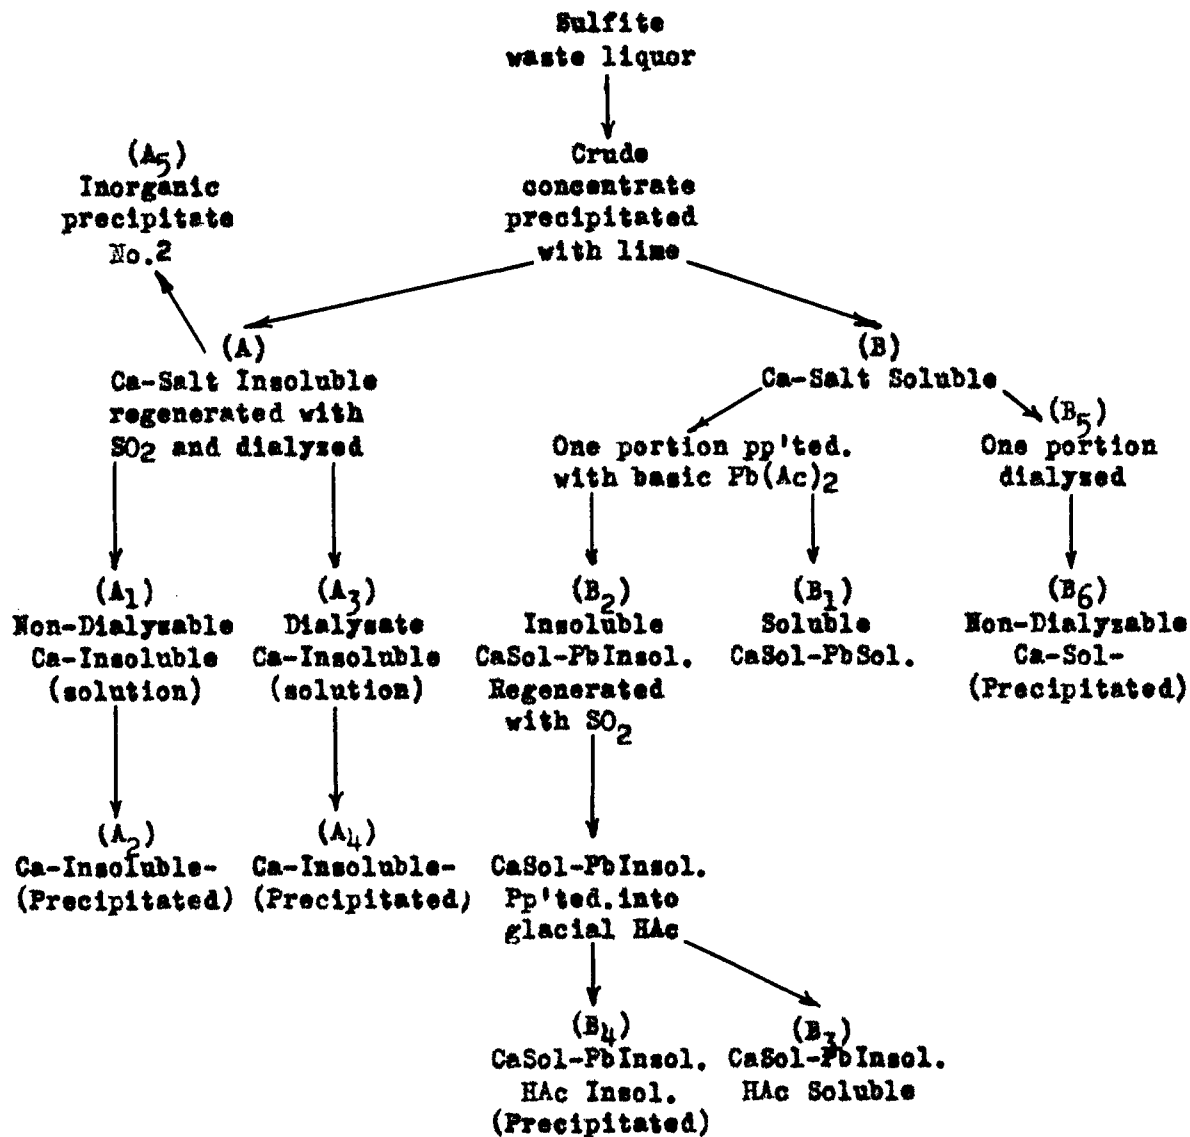 Sulfite
waste liquor
Crude
concentrate
precipitated
with lime
(A5)
Inorganic
precipitate
No.2
(A)
Ca-Salt Insoluble
regenerated with
SO2 and dialyzed
(B)
Ca-Salt Soluble
One portion pp'ted.
with basic Pb(Ac)2
(B5)
One portion
dialyzed
(A1)
Non-Dialyzable
Ca-Insoluble
(solution)
(A3)
Dialyzate
Ca-Insoluble
(solution)
(B2)
Insoluble
CaSol-PbInsol.
Regenerated
with SO2
(B1)
Soluble
CaSol-PbSol.
(B6)
Non-Dialyzable
Ca-Sol-
(Precipitated)
(A2)
Ca-Insoluble-
(Precipitated)
(A4)
Ca-Insoluble-
(Precipitated)
CaSol-PbInsol.
Pp'ted.into
glacial HAc
(B4)
CaSol-PbInsol.
HAc Insol.
(Precipitated)
(B3)
CaSol-PbInsol.
HAc Soluble